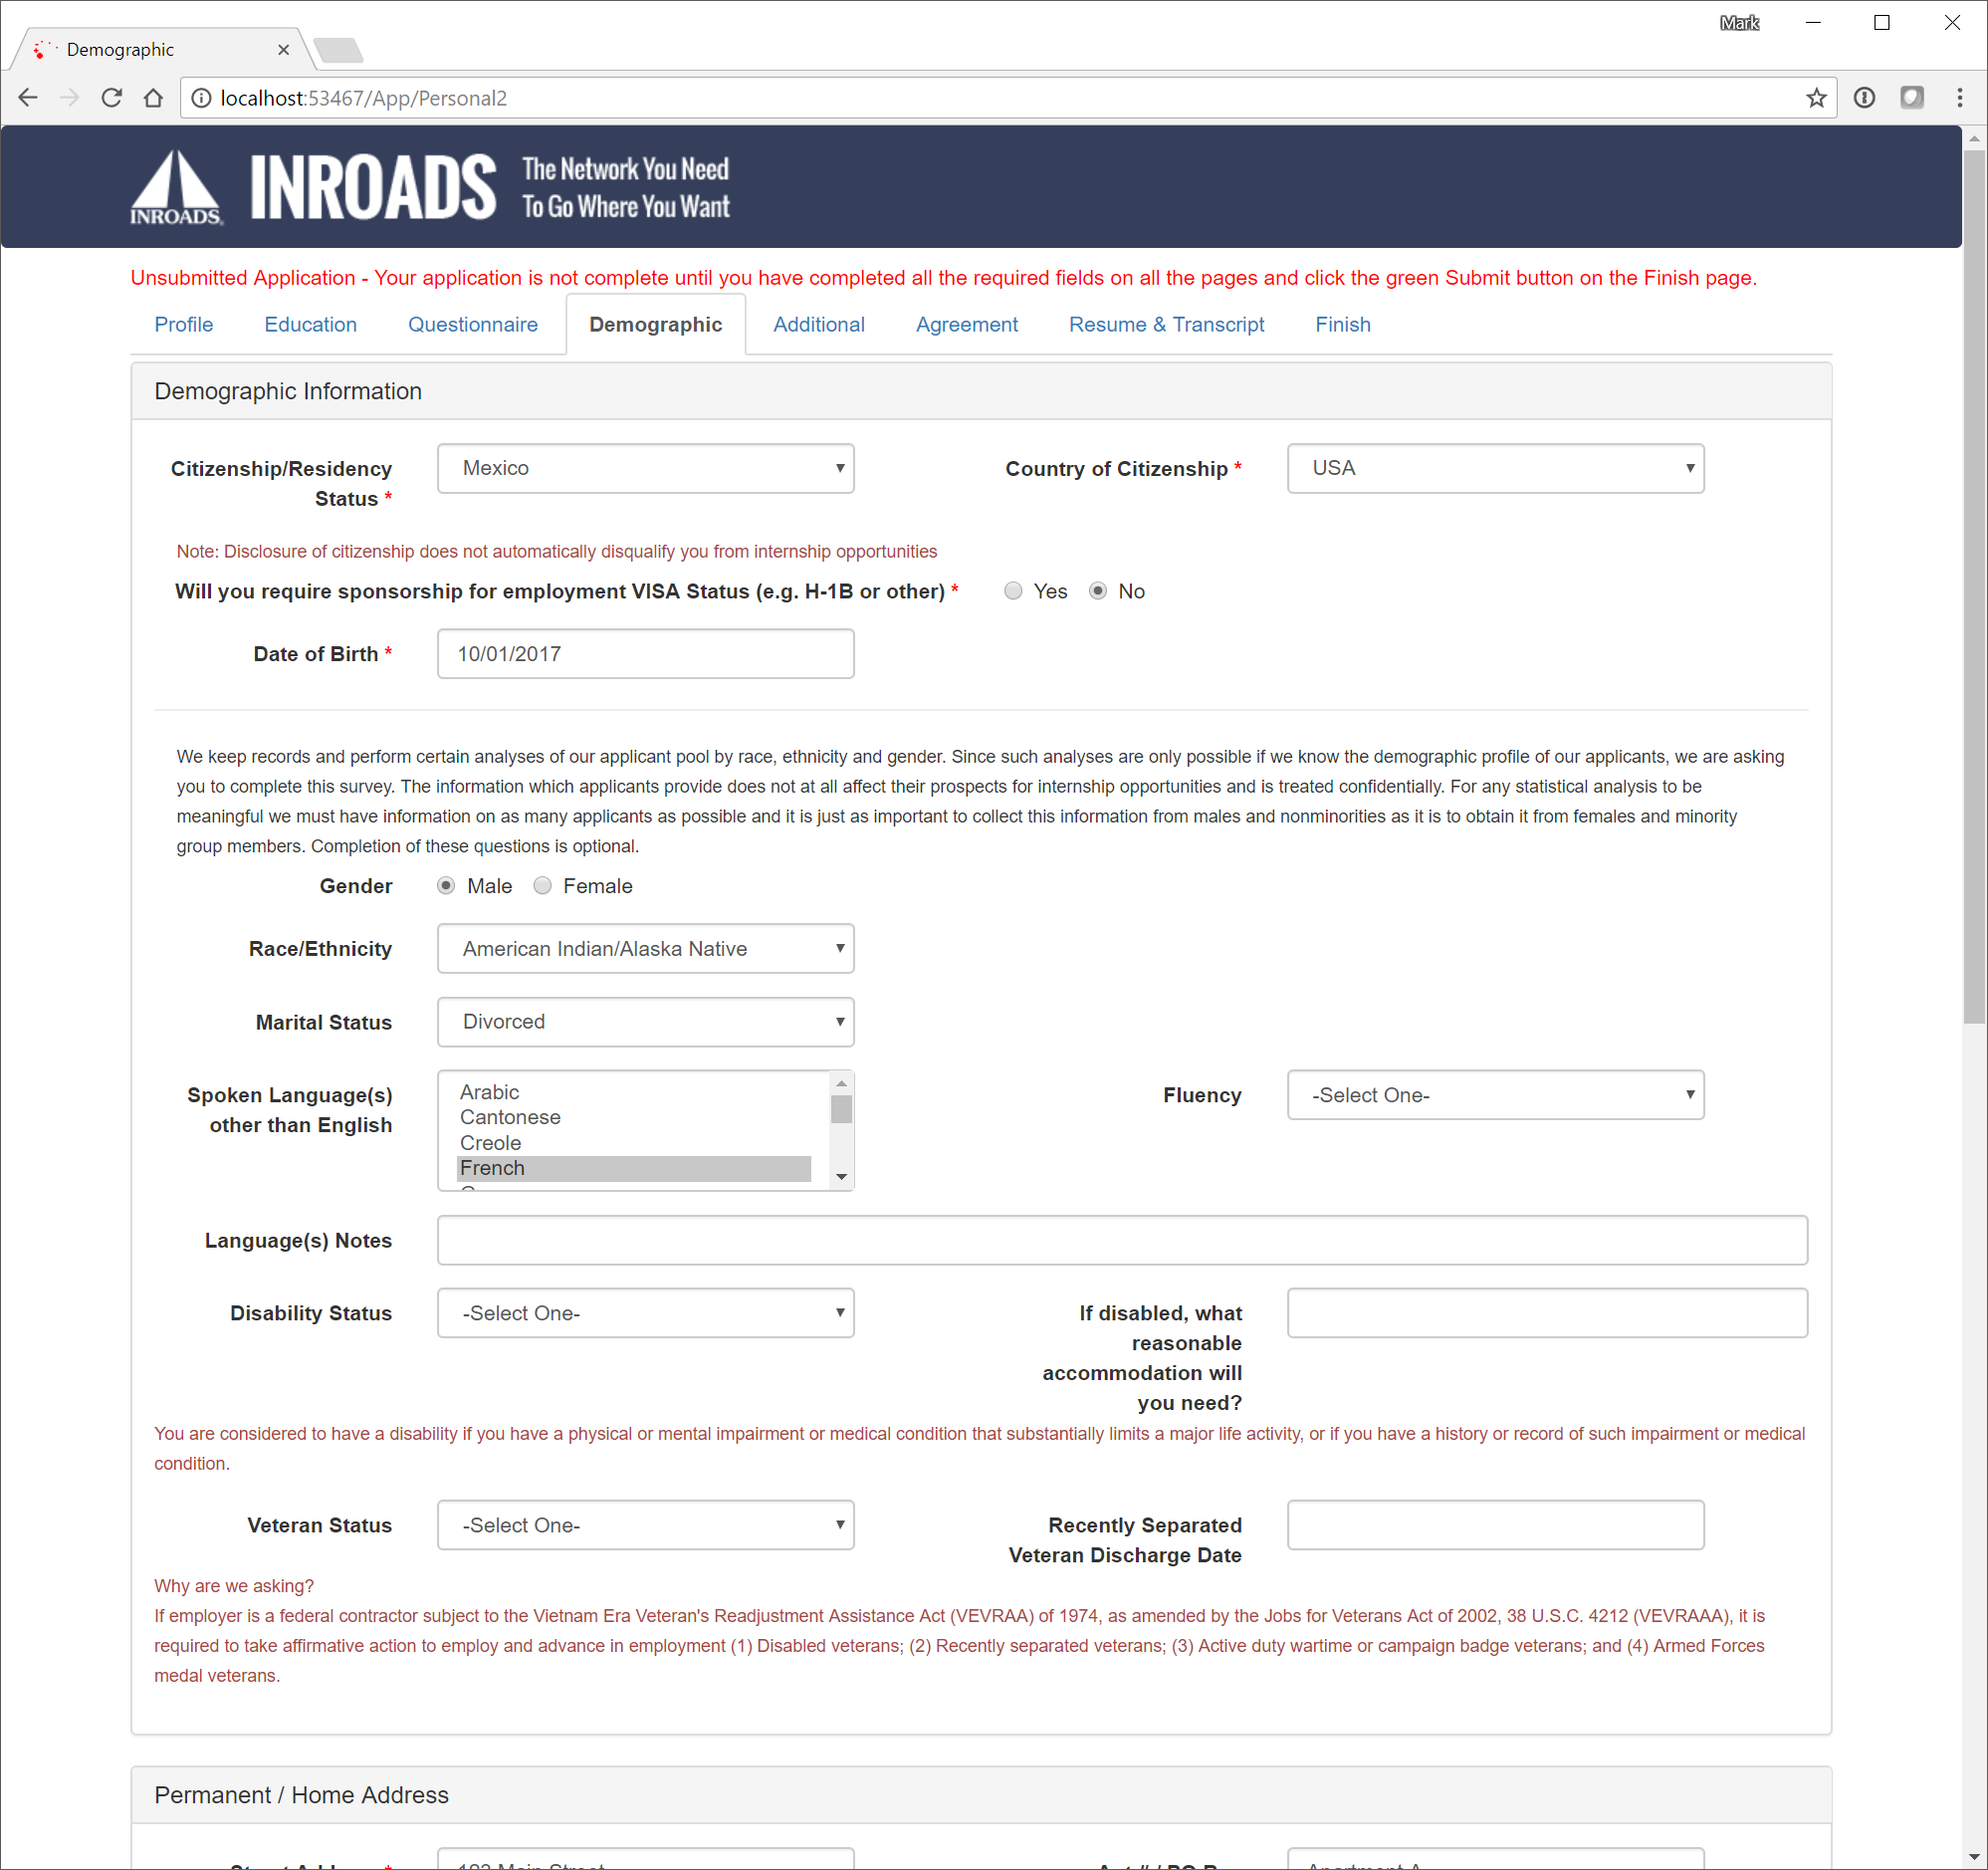 Mark
Demographic
localhost:53467/App/Personal2
INROADS
INROADS
The Network You Need
To Go Where You Want
Unsubmitted Application - Your application is not complete until you have completed all the required fields on all the pages and click the green Submit button on the Finish page.
Profile Education Questionnaire Demographic Additional Agreement Resume & Transcript Finish
Demographic Information
Citizenship/Residency Status * Mexico
Country of Citizenship * USA
Note: Disclosure of citizenship does not automatically disqualify you from internship opportunities
Will you require sponsorship for employment VISA Status (e.g. H-1B or other) * Yes No
Date of Birth * 10/01/2017
We keep records and perform certain analyses of our applicant pool by race, ethnicity and gender. Since such analyses are only possible if we know the demographic profile of our applicants, we are asking
you to complete this survey. The information which applicants provide does not at all affect their prospects for internship opportunities and is treated confidentially. For any statistical analysis to be
meaningful we must have information on as many applicants as possible and it is just as important to collect this information from males and nonminorities as it is to obtain it from females and minority
group members. Completion of these questions is optional.
Gender Male Female
Race/Ethnicity American Indian/Alaska Native
Marital Status Divorced
Spoken Language(s)
other than English
Arabic
Cantonese
Creole
French
Fluency -Select One-
Language(s) Notes
Disability Status -Select One-
If disabled, what
reasonable
accommodation will
you need?
You are considered to have a disability if you have a physical or mental impairment or medical condition that substantially limits a major life activity, or if you have a history or record of such impairment or medical
condition.
Veteran Status -Select One-
Recently Separated
Veteran Discharge Date
Why are we asking?
If employer is a federal contractor subject to the Vietnam Era Veteran's Readjustment Assistance Act (VEVRAA) of 1974, as amended by the Jobs for Veterans Act of 2002, 38 U.S.C. 4212 (VEVRAAA), it is
required to take affirmative action to employ and advance in employment (1) Disabled veterans; (2) Recently separated veterans; (3) Active duty wartime or campaign badge veterans; and (4) Armed Forces
medal veterans.
Permanent / Home Address